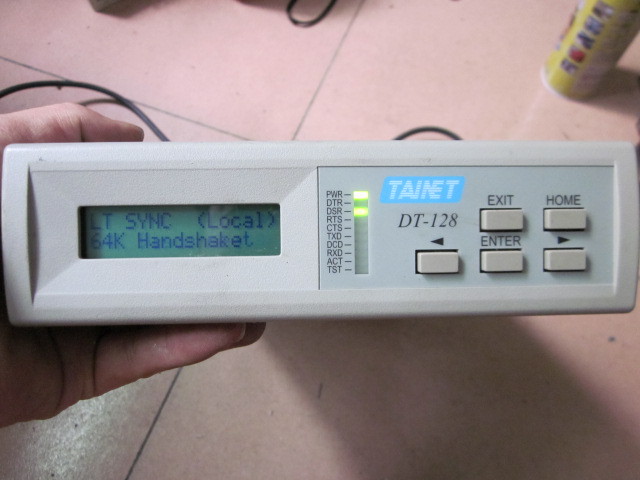 LT SYNC (Local)
64K Handshaket
PWR
DTR
DSR
RTS
CTS
TXD
DCD
RXD
ACT
TST
TAINET
DT-128
EXIT
HOME
ENTER